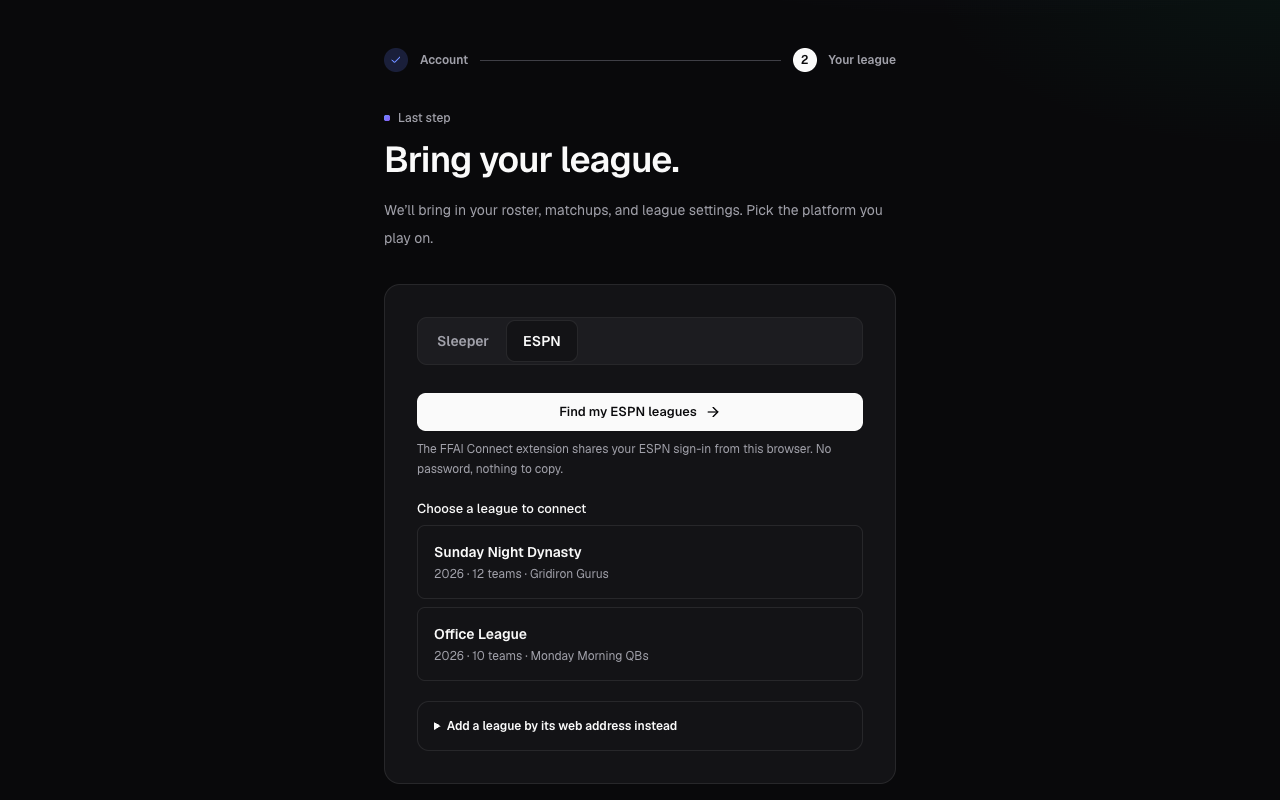 Account
2
Your league
Last step
Bring your league.
We’ll bring in your roster, matchups, and league settings. Pick the platform you
play on.
Sleeper
ESPN
Find my ESPN leagues →
The FFAI Connect extension shares your ESPN sign-in from this browser. No
password, nothing to copy.
Choose a league to connect
Sunday Night Dynasty
2026 · 12 teams · Gridiron Gurus
Office League
2026 · 10 teams · Monday Morning QBs
Add a league by its web address instead